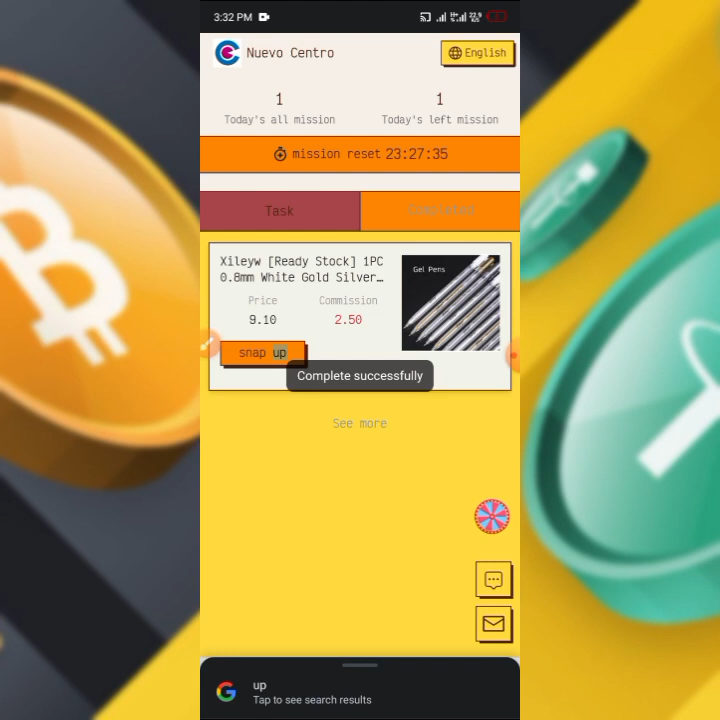 3:32 PM
Nuevo Centro
English
1
1
Today's all mission
Today's left mission
mission reset 23:27:35
Task
Completed
Xileyw [Ready Stock] 1PC
0.8mm White Gold Silver…
Gel Pens
Price
Commission
9.10
2.50
snap up
Complete successfully
See more
up
Tap to see search results